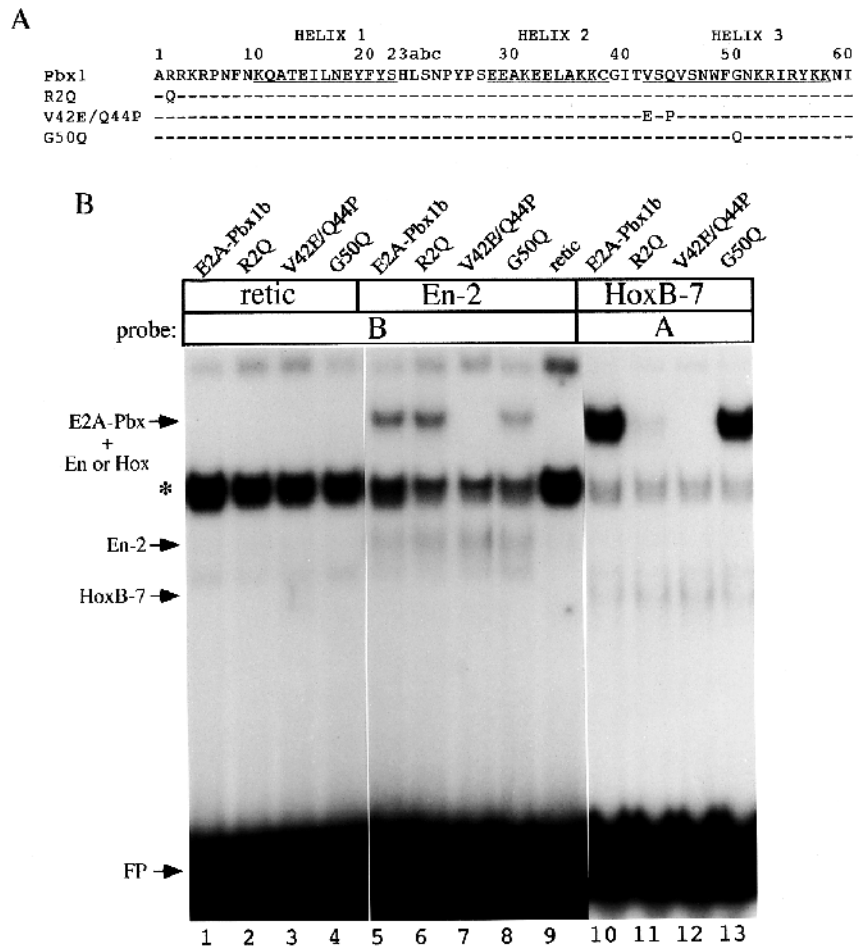 A
HELIX 1 HELIX 2 HELIX 3
1 10 20 23abc 30 40 50 60
Pbx1 ARRKRPNFNKQATEILNEYFYSHLSNPYPSEEAKEELAKKCGITVSQVSNWFGNKRIRYKKNI
R2Q Q
V42E/Q44P E-P
G50Q Q
B
E2A-Pbx1b R2Q V42E/Q44P G50Q E2A-Pbx1b R2Q V42E/Q44P G50Q retic E2A-Pbx1b R2Q V42E/Q44P G50Q
retic En-2 HoxB-7
probe: B A
E2A-Pbx
+
En or Hox
*
En-2
HoxB-7
FP
1 2 3 4 5 6 7 8 9 10 11 12 13